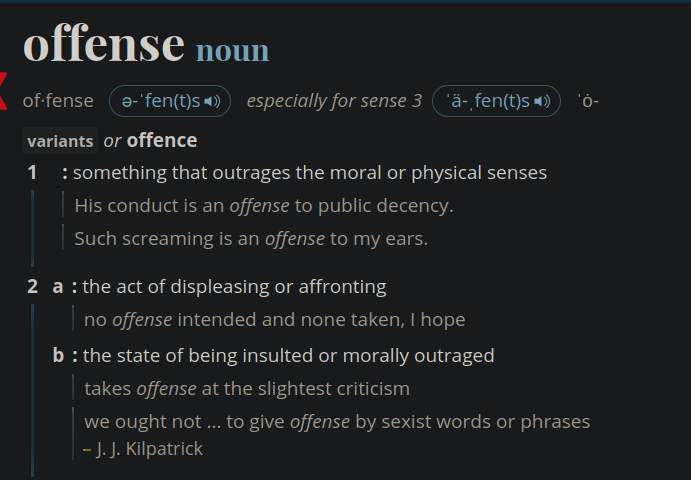 offense noun
of·fense ə-ˈfen(t)s especially for sense 3 ˈä-ˌfen(t)s ˈȯ-
variants or offence
1 : something that outrages the moral or physical senses
His conduct is an offense to public decency.
Such screaming is an offense to my ears.
2 a : the act of displeasing or affronting
no offense intended and none taken, I hope
b : the state of being insulted or morally outraged
takes offense at the slightest criticism
we ought not … to give offense by sexist words or phrases
– J. J. Kilpatrick